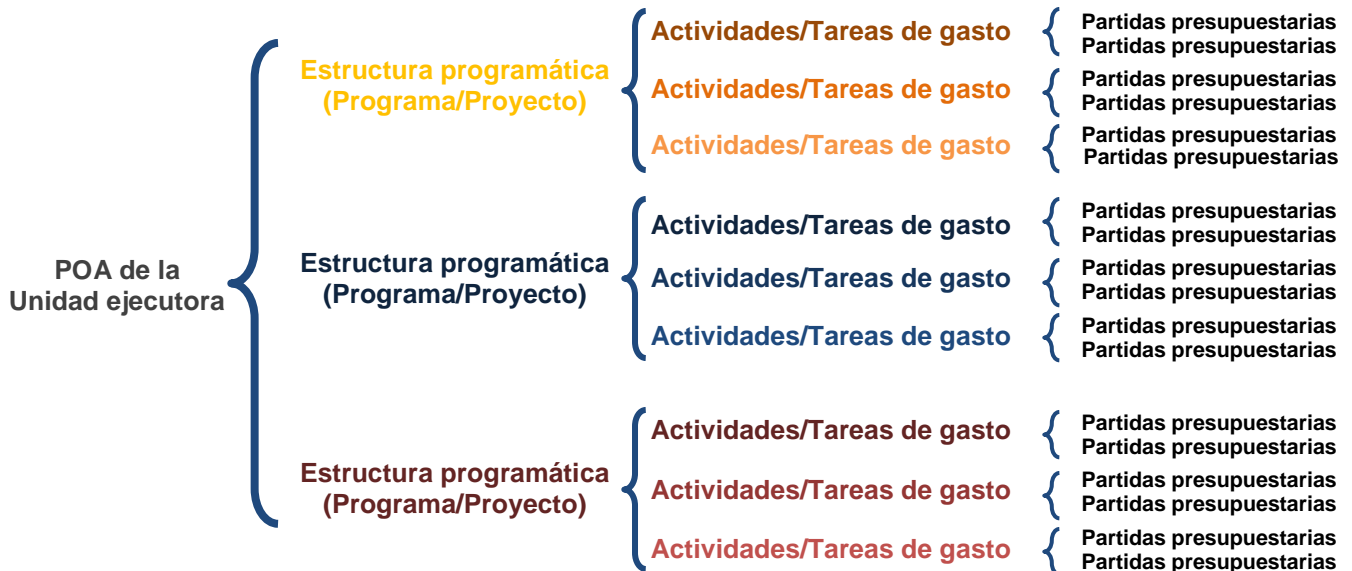 POA de la
Unidad ejecutora
Estructura programática
(Programa/Proyecto)
Actividades/Tareas de gasto
Partidas presupuestarias
Partidas presupuestarias
Actividades/Tareas de gasto
Partidas presupuestarias
Partidas presupuestarias
Actividades/Tareas de gasto
Partidas presupuestarias
Partidas presupuestarias
Estructura programática
(Programa/Proyecto)
Actividades/Tareas de gasto
Partidas presupuestarias
Partidas presupuestarias
Actividades/Tareas de gasto
Partidas presupuestarias
Partidas presupuestarias
Actividades/Tareas de gasto
Partidas presupuestarias
Partidas presupuestarias
Estructura programática
(Programa/Proyecto)
Actividades/Tareas de gasto
Partidas presupuestarias
Partidas presupuestarias
Actividades/Tareas de gasto
Partidas presupuestarias
Partidas presupuestarias
Actividades/Tareas de gasto
Partidas presupuestarias
Partidas presupuestarias